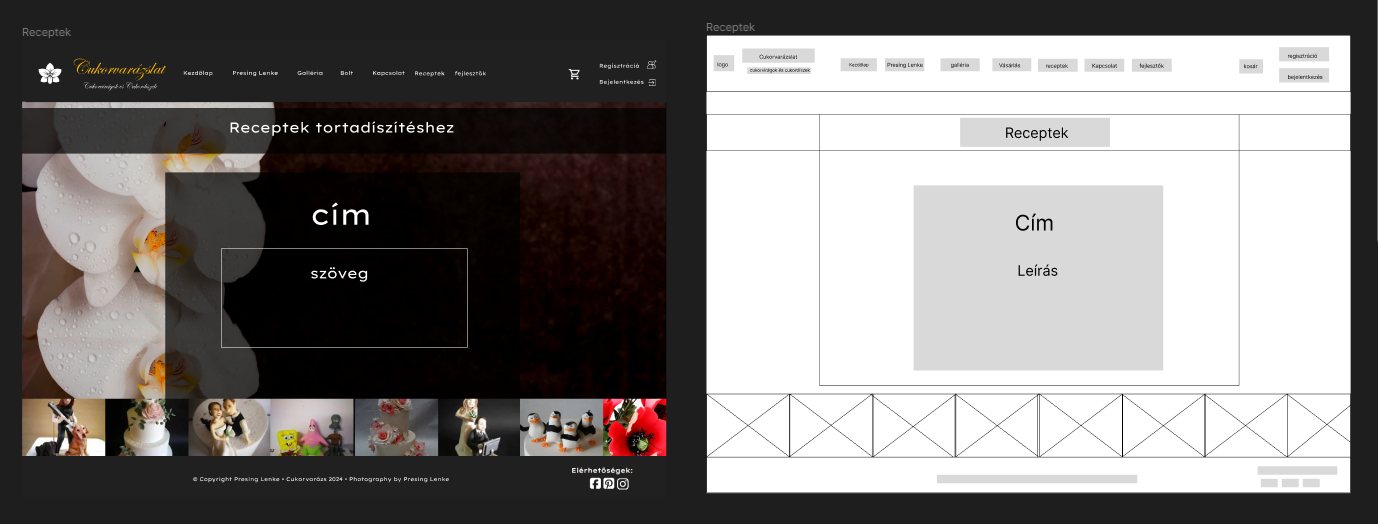 Receptek
Cukorvarázslat
Cukorvirágok és Cukordíszek
Kezdőlap
Presing Lenke
Galléria
Bolt
Kapcsolat
Receptek
fejlesztők
Regisztráció
Bejelentkezés
Receptek tortadíszítéshez
cím
szöveg
Elérhetőségek:
© Copyright Presing Lenke • Cukorvarázs 2024 • Photography by Presing Lenke
Receptek
logo
Cukorvarázslat
cukorvirágok és cukordíszek
Kezdőlap
Presing Lenke
galléria
Vásárlás
receptek
Kapcsolat
fejlesztők
kosár
regisztráció
bejelentkezés
Receptek
Cím
Leírás